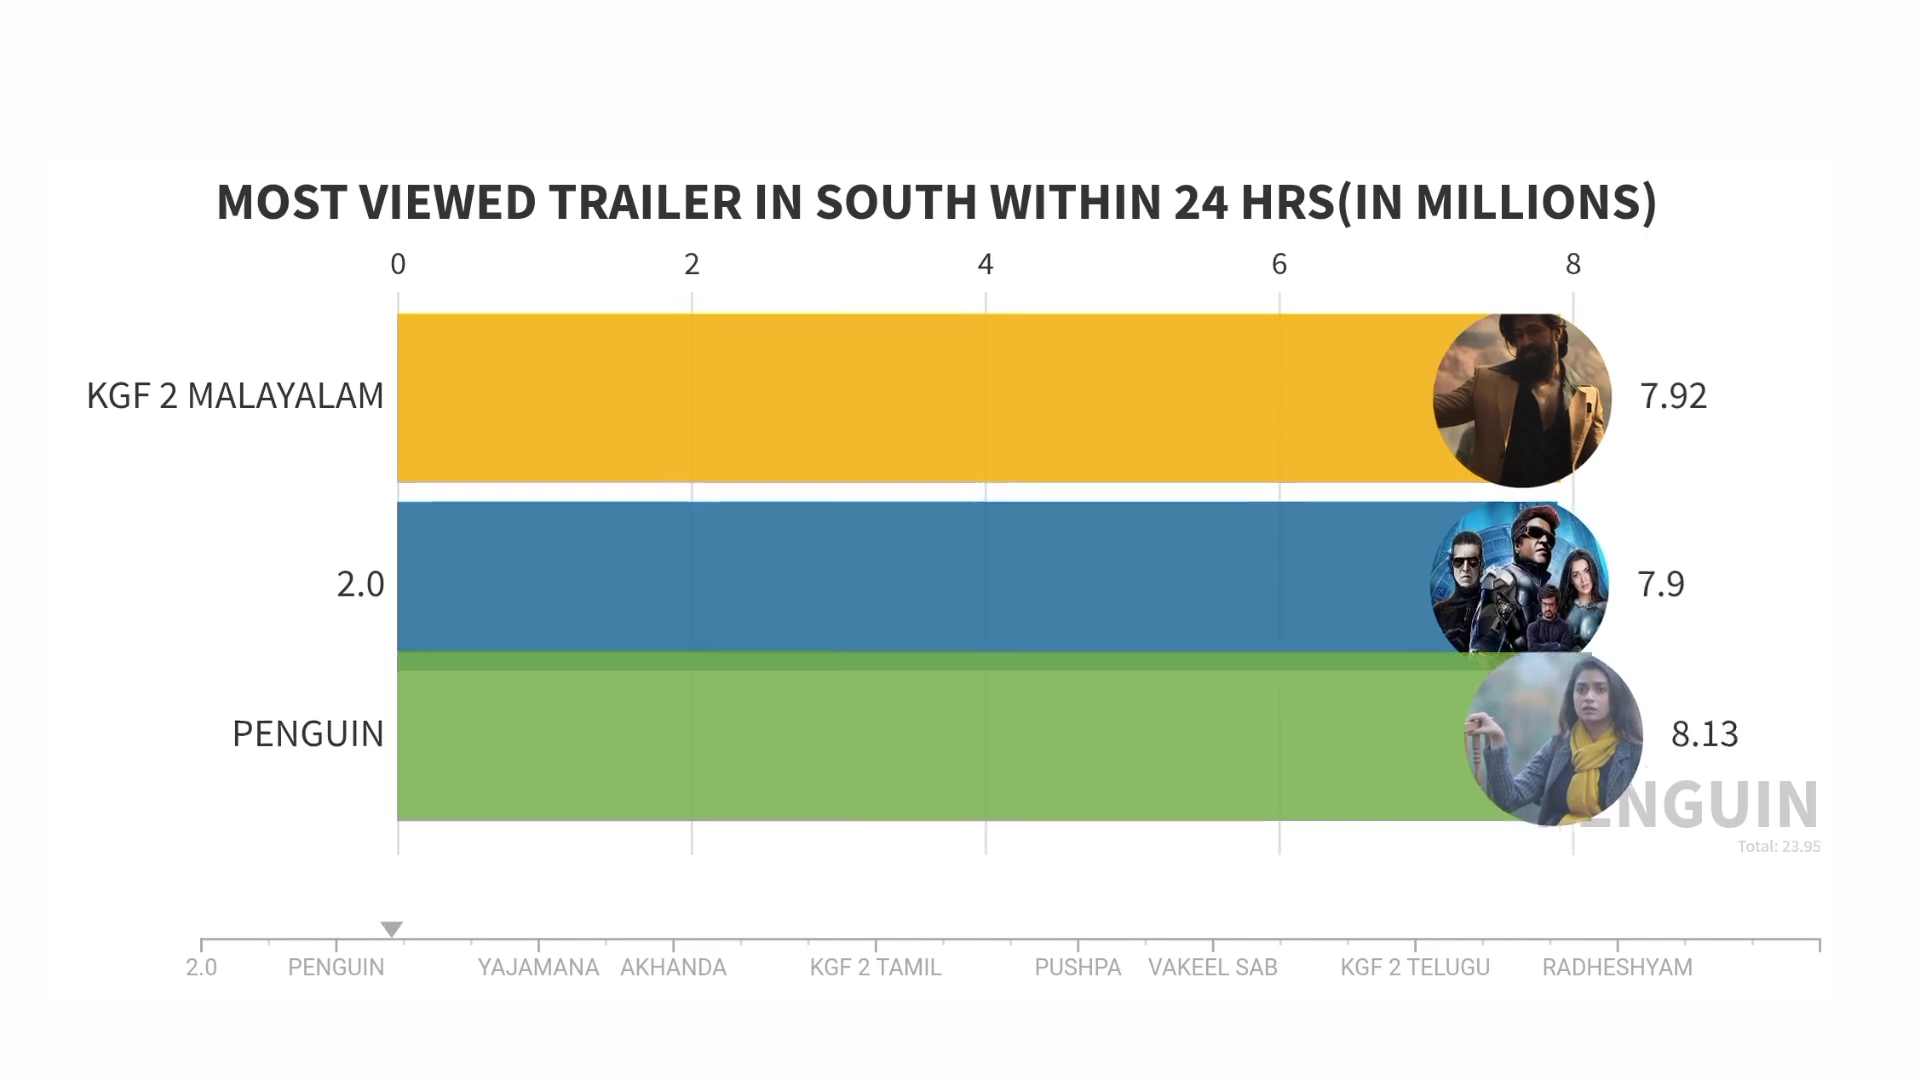 MOST VIEWED TRAILER IN SOUTH WITHIN 24 HRS(IN MILLIONS)
0 2 4 6 8
KGF 2 MALAYALAM 7.92
2.0 7.9
PENGUIN 8.13
ENGUIN
Total: 23.95
2.0 PENGUIN YAJAMANA AKHANDA KGF 2 TAMIL PUSHPA VAKEEL SAB KGF 2 TELUGU RADHESHYAM